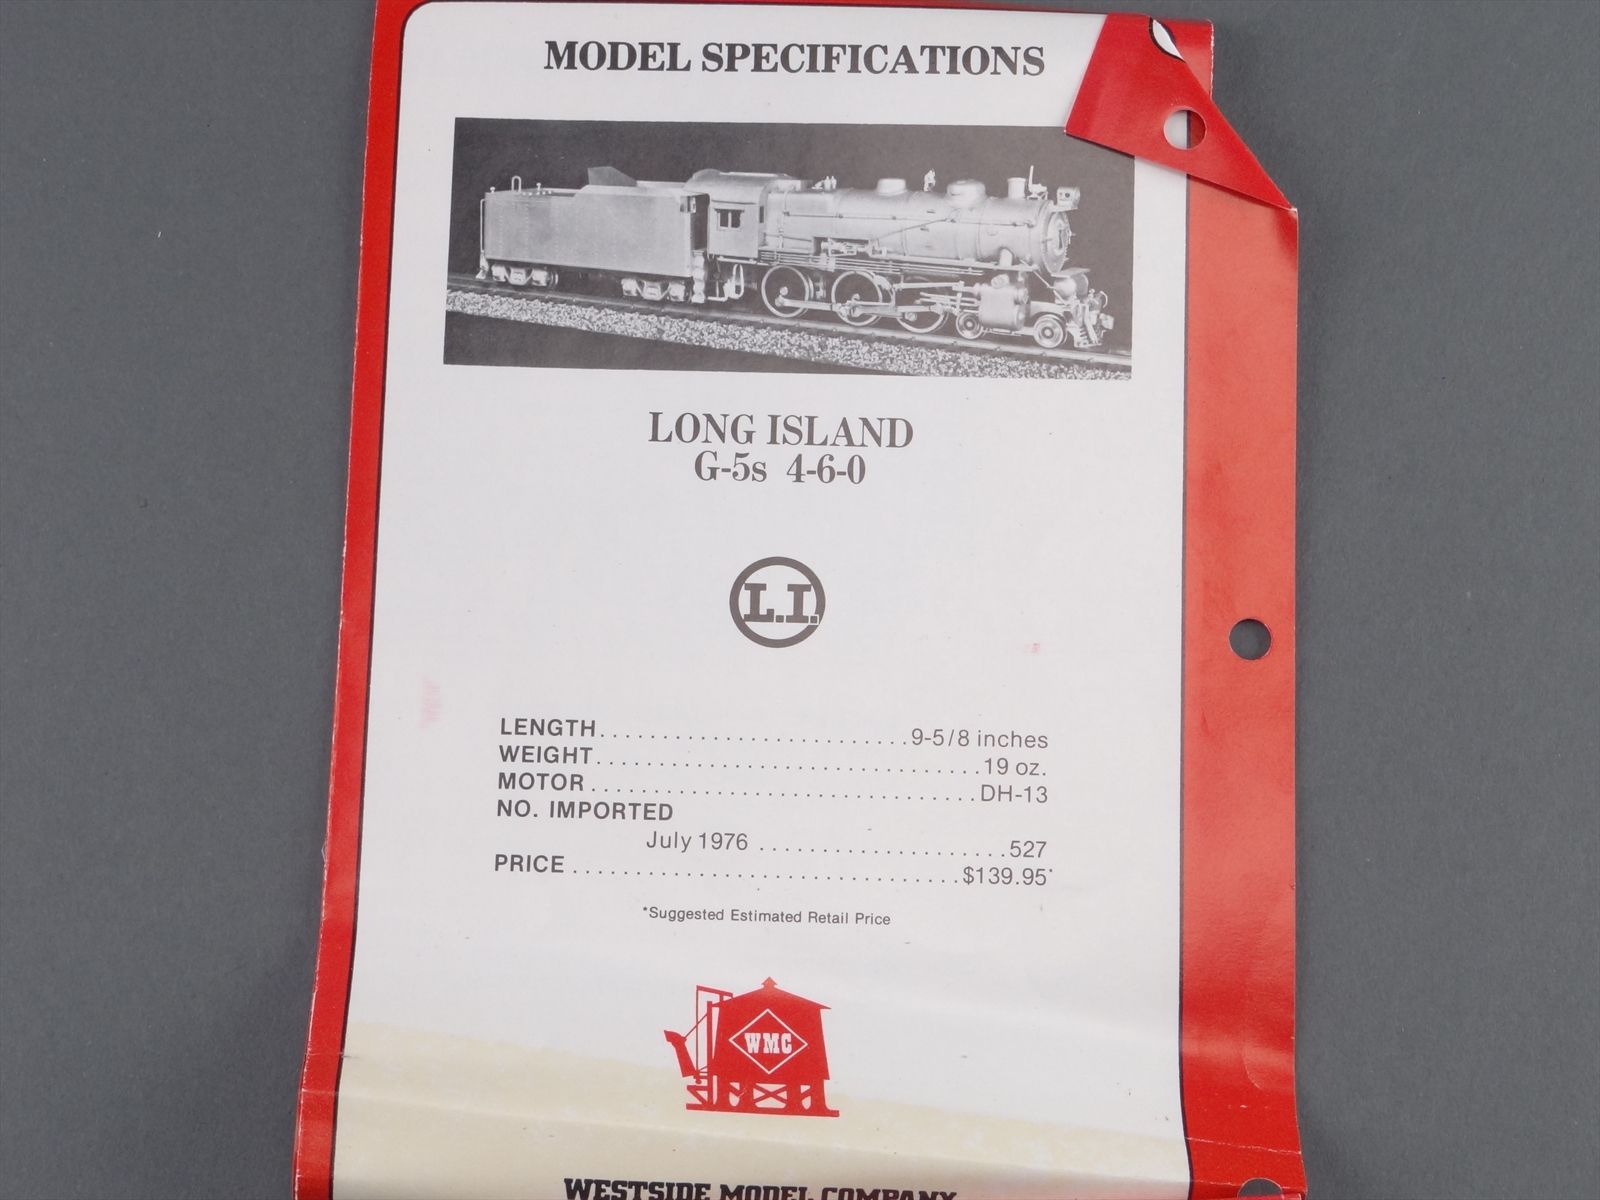 MODEL SPECIFICATIONS
LONG ISLAND
G-5s 4-6-0
L.I.
LENGTH.........................9-5/8 inches
WEIGHT...............................19 oz.
MOTOR...............................DH-13
NO. IMPORTED
July 1976....................527
PRICE...............................$139.95*
*Suggested Estimated Retail Price
WMC
WESTSIDE MODEL COMPANY